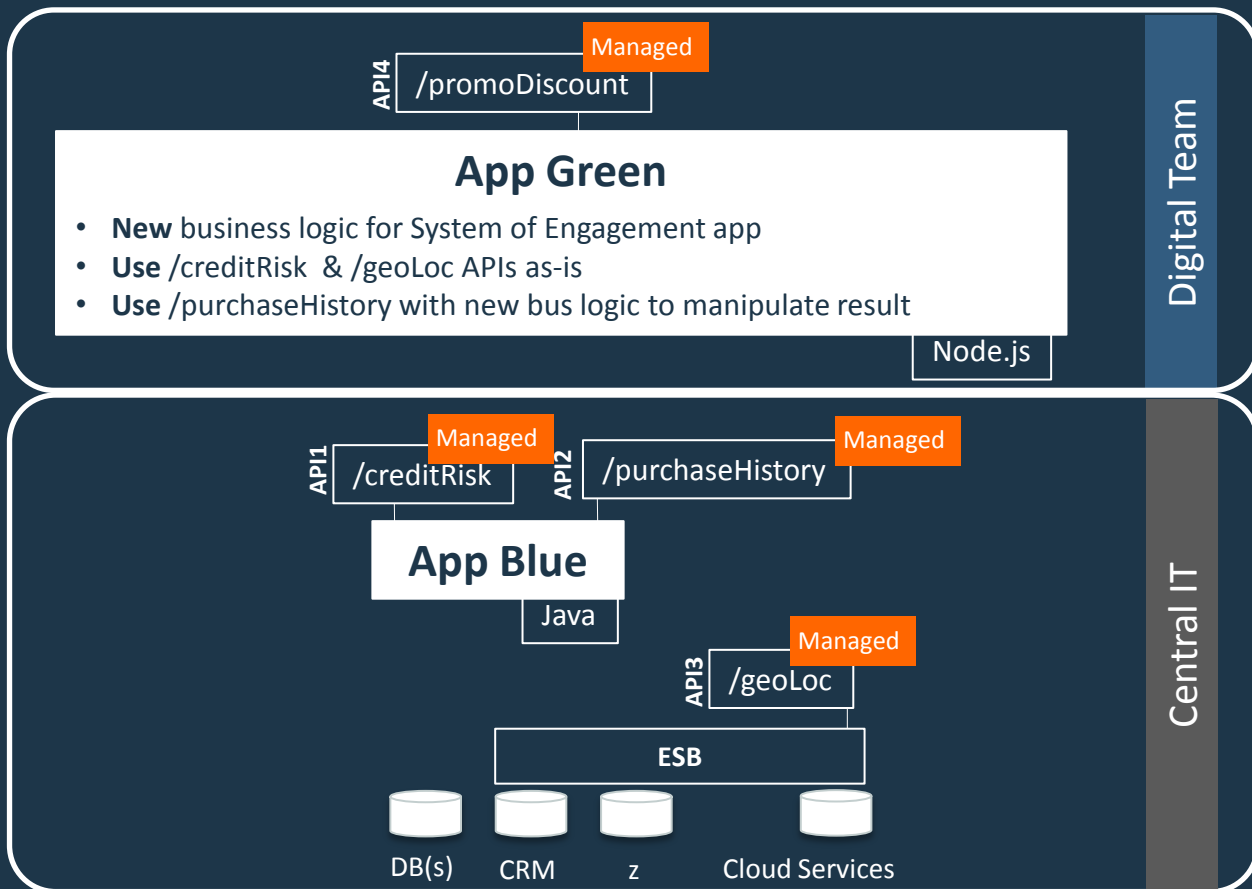 Managed
API4
/promoDiscount
App Green
• New business logic for System of Engagement app
• Use /creditRisk & /geoLoc APIs as-is
• Use /purchaseHistory with new bus logic to manipulate result
Node.js
Digital Team
Managed
API1
/creditRisk
Managed
API2
/purchaseHistory
App Blue
Java
Managed
API3
/geoLoc
ESB
DB(s)
CRM
z
Cloud Services
Central IT